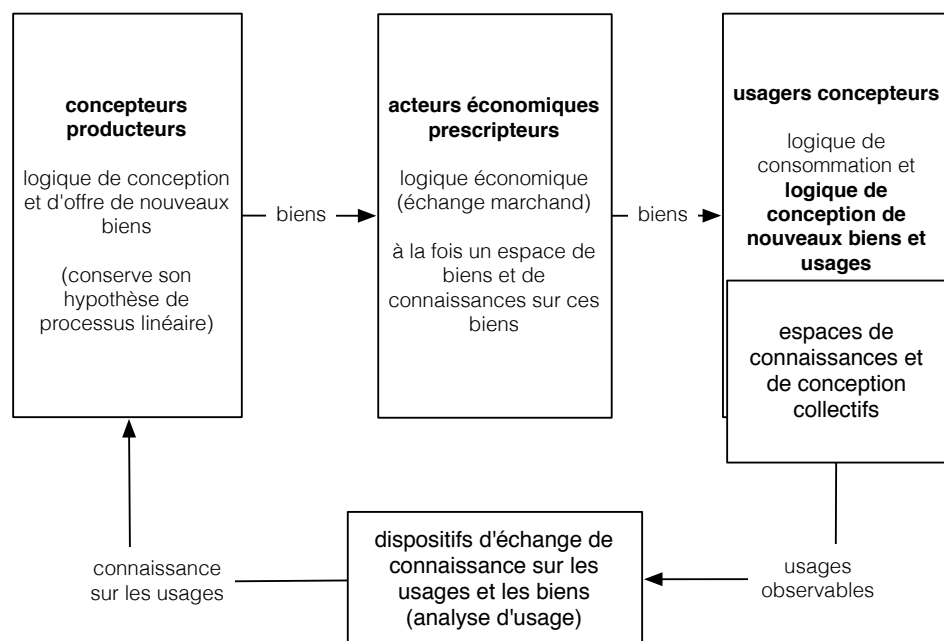 concepteurs
producteurs
logique de conception
et d'offre de nouveaux
biens
(conserve son
hypothèse de
processus linéaire)
biens
acteurs économiques
prescripteurs
logique économique
(échange marchand)
à la fois un espace de
biens et de
connaissances sur ces
biens
biens
usagers concepteurs
logique de
consommation et
logique de
conception de
nouveaux biens et
usages
espaces de
connaissances et
de conception
collectifs
usages
observables
dispositifs d'échange de
connaissance sur les
usages et les biens
(analyse d'usage)
connaissance
sur les usages